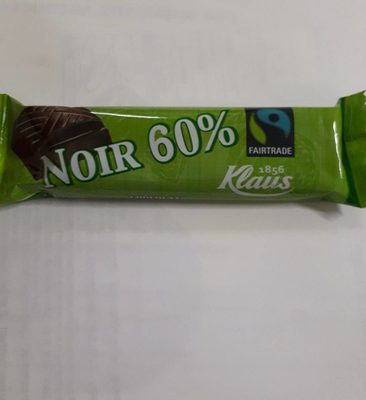 NOIR 60%
FAIRTRADE
1856
Klaus